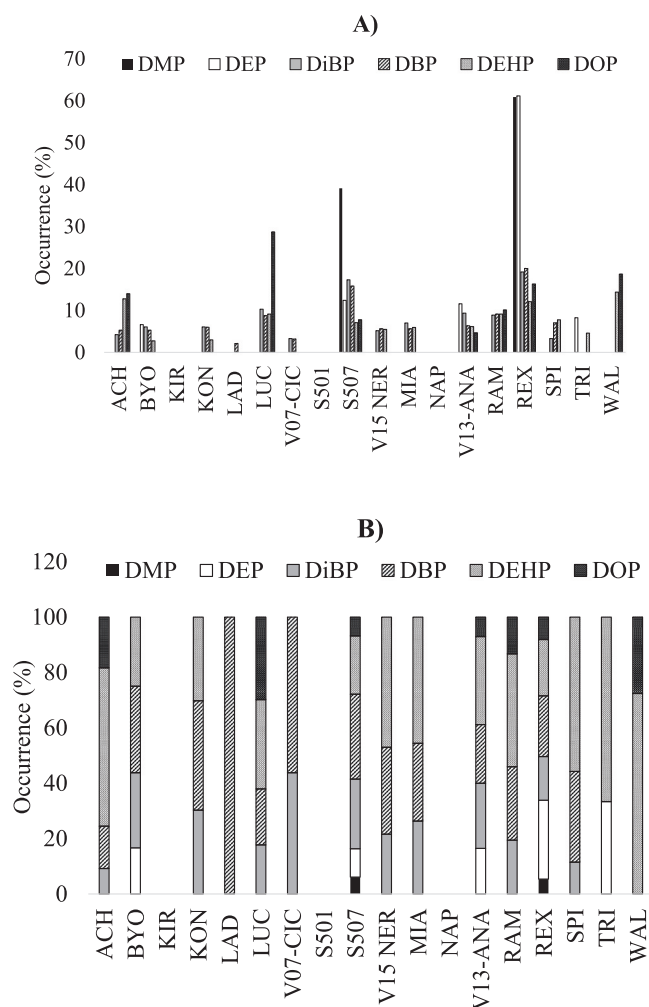 A)
70
DMP DEP DiBP DBP DEHP DOP
60
50
40
30
20
10
0
Occurrence (%)
ACH BYO KIR KON LAD LUC V07-CIC S501 S507 V15 NER MIA NAP V13-ANA RAM REX SPI TRI WAL
B)
120
DMP DEP DiBP DBP DEHP DOP
100
80
60
40
20
0
Occurrence (%)
ACH BYO KIR KON LAD LUC V07-CIC S501 S507 V15 NER MIA NAP V13-ANA RAM REX SPI TRI WAL